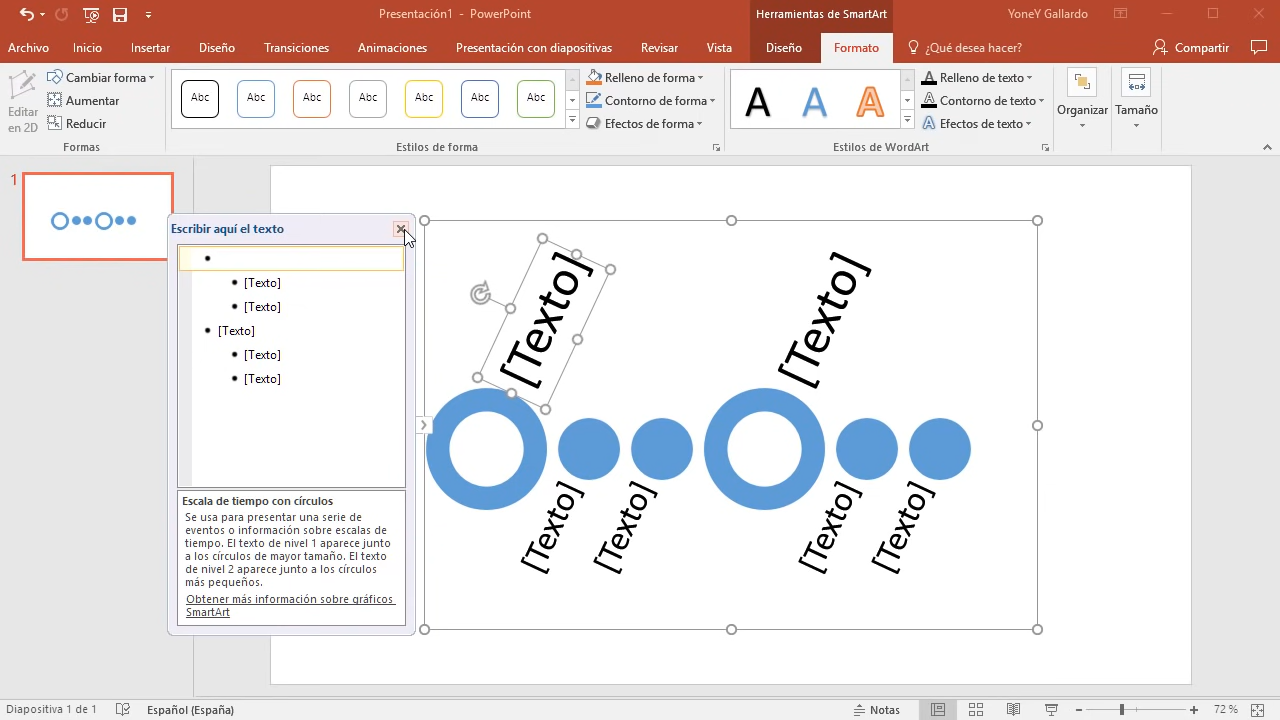 Presentación1 - PowerPoint
Herramientas de SmartArt
YoneY Gallardo
Archivo
Inicio
Insertar
Diseño
Transiciones
Animaciones
Presentación con diapositivas
Revisar
Vista
Diseño
Formato
¿Qué desea hacer?
Compartir
Editar
en 2D
Cambiar forma
Aumentar
Reducir
Formas
Abc
Abc
Abc
Abc
Abc
Abc
Abc
Relleno de forma
Contorno de forma
Efectos de forma
Estilos de forma
A
A
A
Relleno de texto
Contorno de texto
Efectos de texto
Estilos de WordArt
Organizar
Tamaño
1
Escribir aquí el texto
[Texto]
[Texto]
[Texto]
[Texto]
[Texto]
Escala de tiempo con círculos
Se usa para presentar una serie de
eventos o información sobre escalas de
tiempo. El texto de nivel 1 aparece junto
a los círculos de mayor tamaño. El texto
de nivel 2 aparece junto a los círculos
más pequeños.
Obtener más información sobre gráficos
SmartArt
[Texto]
[Texto]
[Texto]
[Texto]
[Texto]
[Texto]
Diapositiva 1 de 1
Español (España)
Notas
72 %